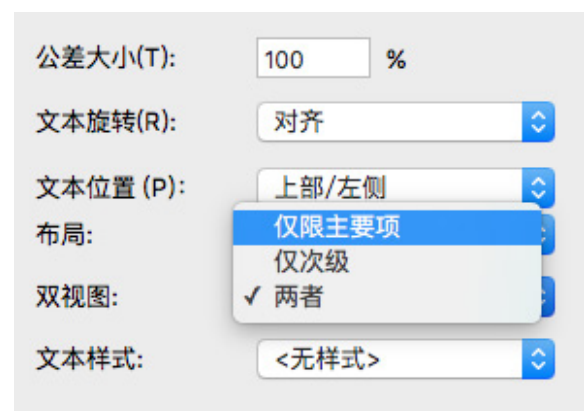 公差大小(T): 100 %
文本旋转(R): 对齐
文本位置 (P): 上部/左侧
布局: 仅限主要项
仅次级
双视图: ✓ 两者
文本样式: <无样式>